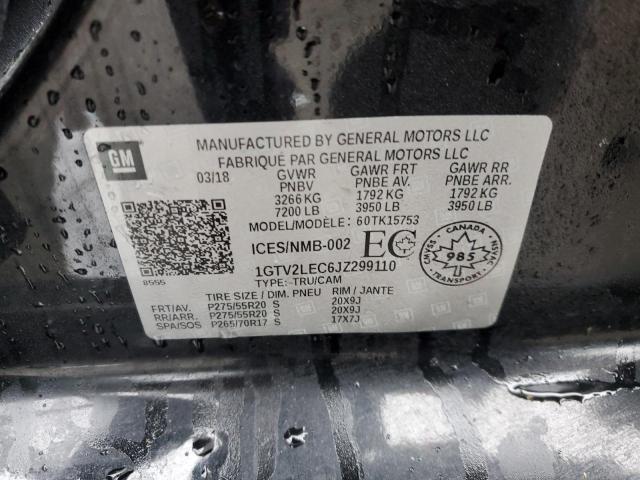 GM
MANUFACTURED BY GENERAL MOTORS LLC
FABRIQUÉ PAR GENERAL MOTORS LLC
03/18 GVWR GAWR FRT GAWR RR
PNBV PNBE AV. PNBE ARR.
3266 KG 1792 KG 1792 KG
7200 LB 3950 LB 3950 LB
MODEL/MODÈLE: 60TK15753
ICES/NMB-002 EC
CANADA
985
1GTV2LEC6JZ299110
8555
TYPE: TRU/CAM
TIRE SIZE / DIM. PNEU RIM / JANTE
FRT/AV. P275/55R20 S 20X9J
RR/ARR. P275/55R20 S 20X9J
SPA/SOS P265/70R17 S 17X7J